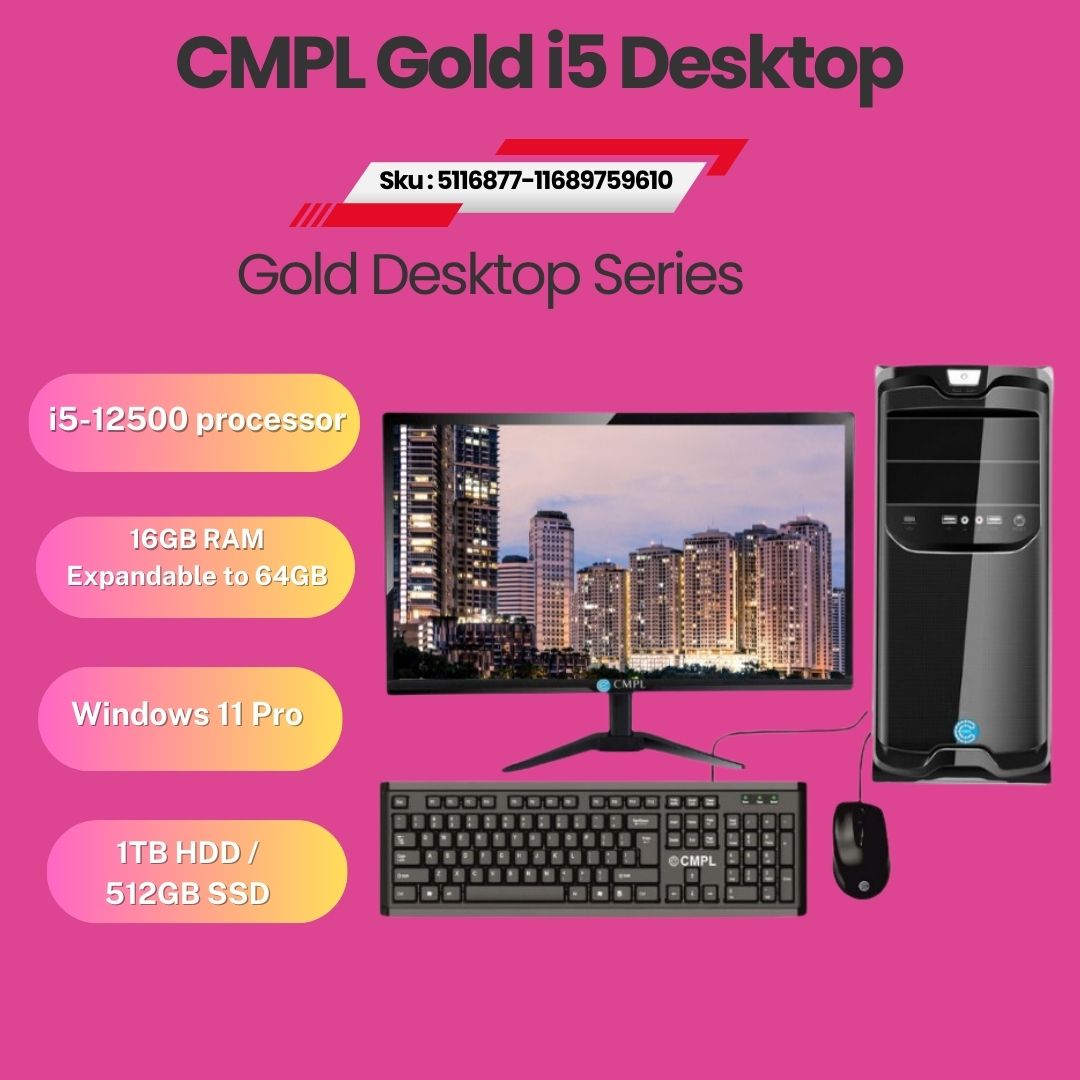 CMPL Gold i5 Desktop
Sku : 5116877-11689759610
Gold Desktop Series
i5-12500 processor
16GB RAM
Expandable to 64GB
Windows 11 Pro
1TB HDD /
512GB SSD
CMPL
CMPL